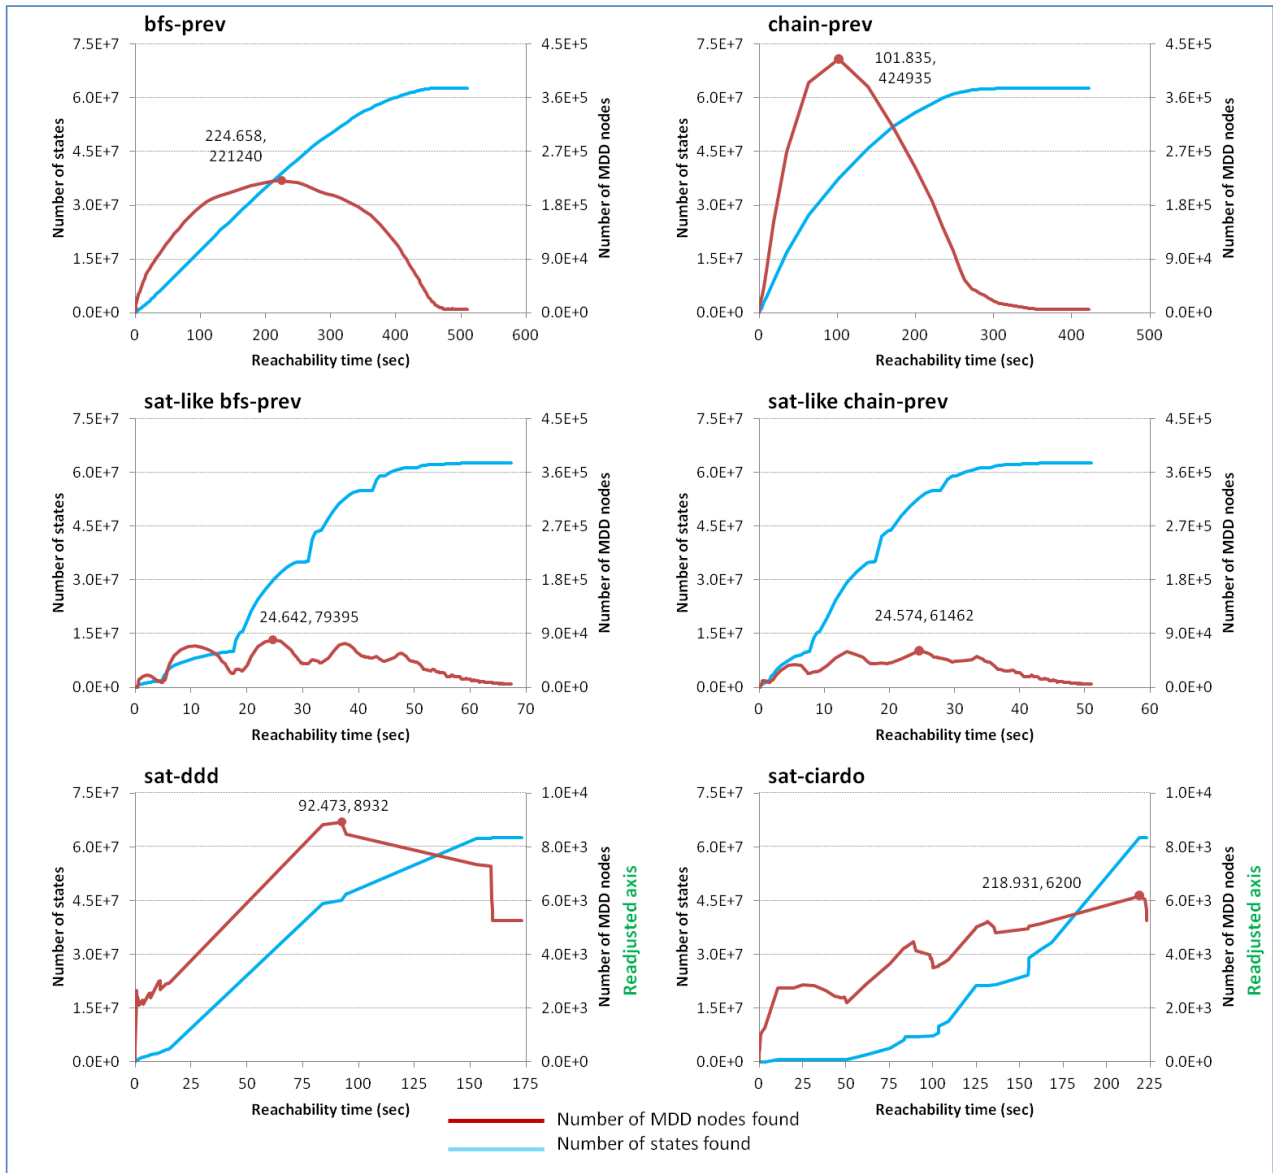 bfs-prev
7.5E+7
6.0E+7
4.5E+7
3.0E+7
1.5E+7
0.0E+0
Number of states
4.5E+5
3.6E+5
2.7E+5
1.8E+5
9.0E+4
0.0E+0
Number of MDD nodes
224.658,
221240
0 100 200 300 400 500 600
Reachability time (sec)
chain-prev
7.5E+7
6.0E+7
4.5E+7
3.0E+7
1.5E+7
0.0E+0
Number of states
4.5E+5
3.6E+5
2.7E+5
1.8E+5
9.0E+4
0.0E+0
Number of MDD nodes
101.835,
424935
0 100 200 300 400 500
Reachability time (sec)
sat-like bfs-prev
7.5E+7
6.0E+7
4.5E+7
3.0E+7
1.5E+7
0.0E+0
Number of states
4.5E+5
3.6E+5
2.7E+5
1.8E+5
9.0E+4
0.0E+0
Number of MDD nodes
24.642, 79395
0 10 20 30 40 50 60 70
Reachability time (sec)
sat-like chain-prev
7.5E+7
6.0E+7
4.5E+7
3.0E+7
1.5E+7
0.0E+0
Number of states
4.5E+5
3.6E+5
2.7E+5
1.8E+5
9.0E+4
0.0E+0
Number of MDD nodes
24.574, 61462
0 10 20 30 40 50 60
Reachability time (sec)
sat-ddd
7.5E+7
6.0E+7
4.5E+7
3.0E+7
1.5E+7
0.0E+0
Number of states
1.0E+4
8.0E+3
6.0E+3
4.0E+3
2.0E+3
0.0E+0
Number of MDD nodes
Readjusted axis
92.473, 8932
0 25 50 75 100 125 150 175
Reachability time (sec)
sat-ciardo
7.5E+7
6.0E+7
4.5E+7
3.0E+7
1.5E+7
0.0E+0
Number of states
1.0E+4
8.0E+3
6.0E+3
4.0E+3
2.0E+3
0.0E+0
Number of MDD nodes
Readjusted axis
218.931, 6200
0 25 50 75 100 125 150 175 200 225
Reachability time (sec)
Number of MDD nodes found
Number of states found